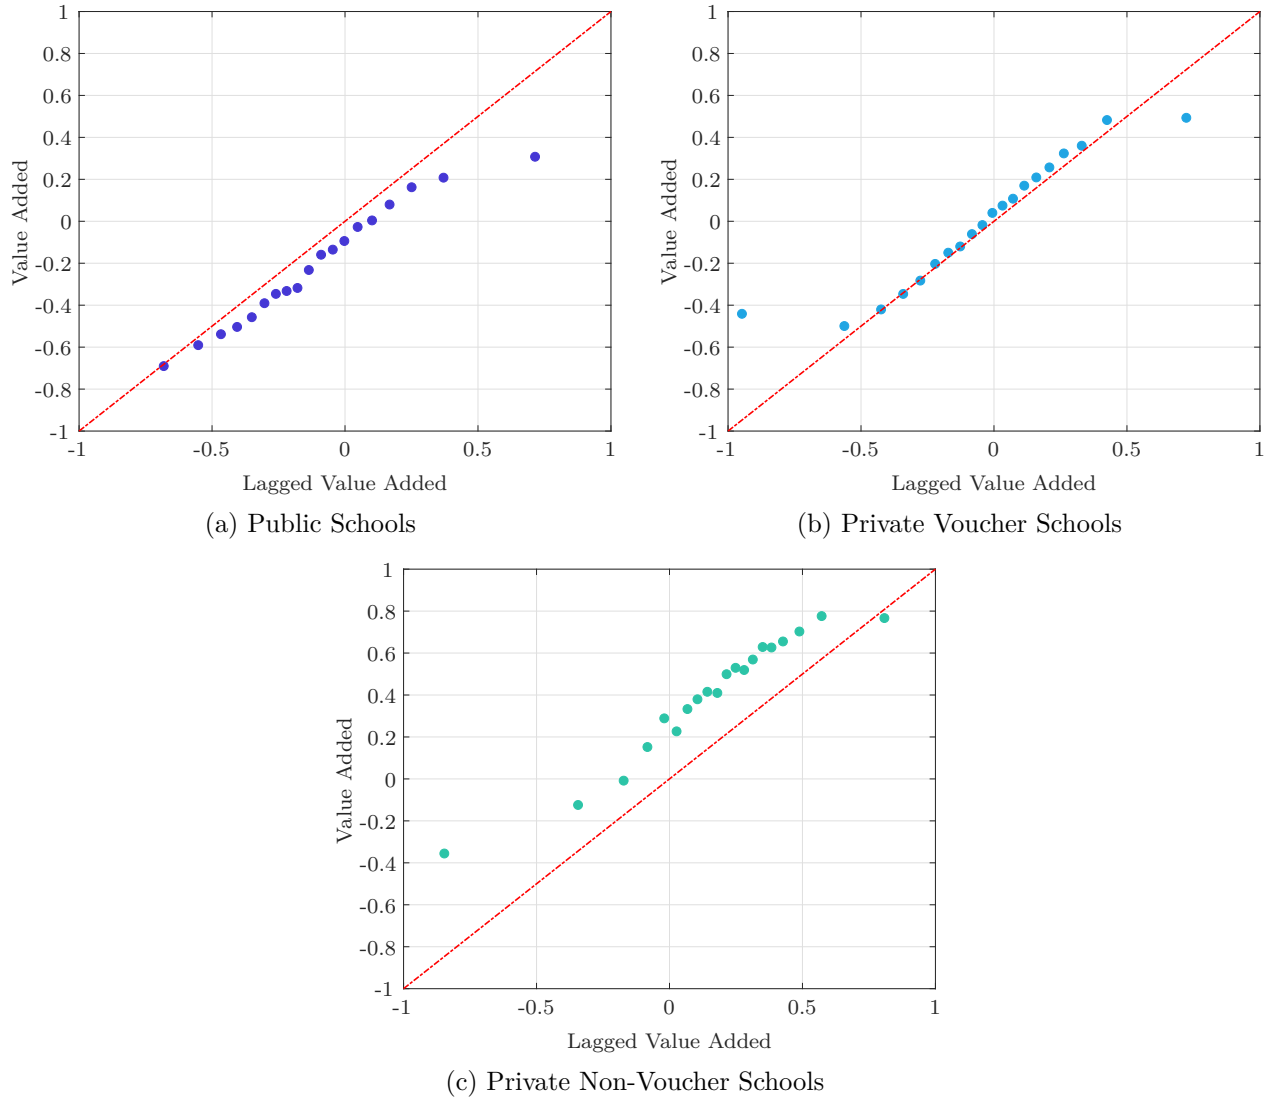 1
0.8
0.6
0.4
0.2
0
-0.2
-0.4
-0.6
-0.8
-1
Value Added
-1 -0.5 0 0.5 1
Lagged Value Added
(a) Public Schools
1
0.8
0.6
0.4
0.2
0
-0.2
-0.4
-0.6
-0.8
-1
Value Added
-1 -0.5 0 0.5 1
Lagged Value Added
(b) Private Voucher Schools
1
0.8
0.6
0.4
0.2
0
-0.2
-0.4
-0.6
-0.8
-1
Value Added
-1 -0.5 0 0.5 1
Lagged Value Added
(c) Private Non-Voucher Schools